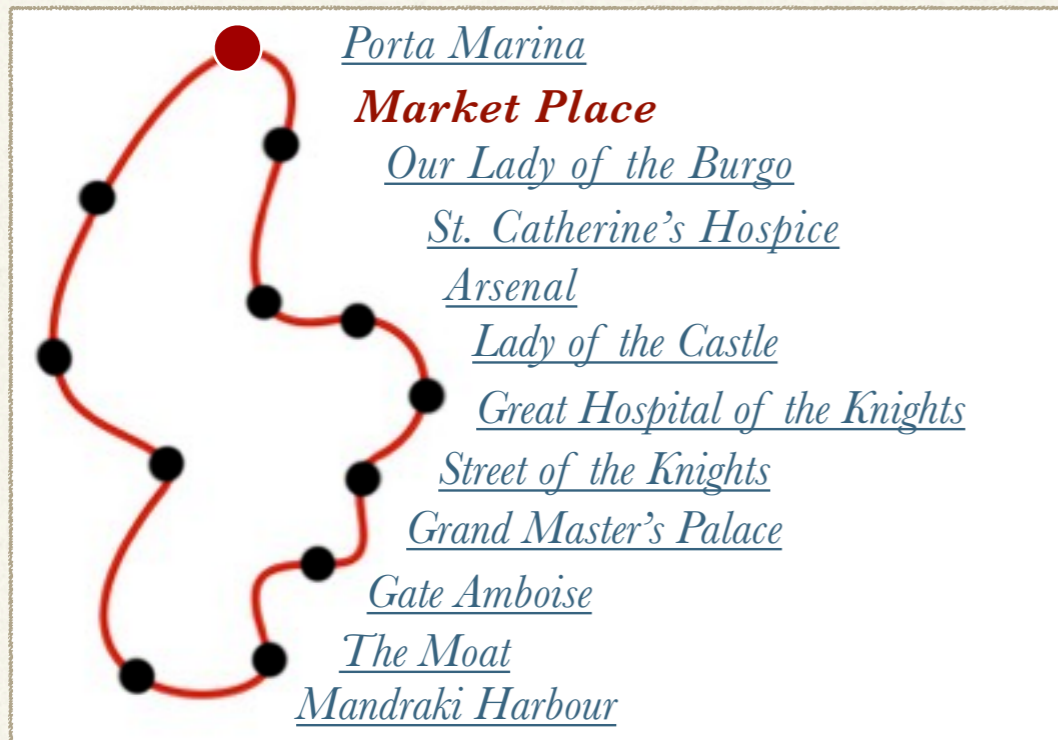 Porta Marina
Market Place
Our Lady of the Burgo
St. Catherine’s Hospice
Arsenal
Lady of the Castle
Great Hospital of the Knights
Street of the Knights
Grand Master’s Palace
Gate Amboise
The Moat
Mandraki Harbour